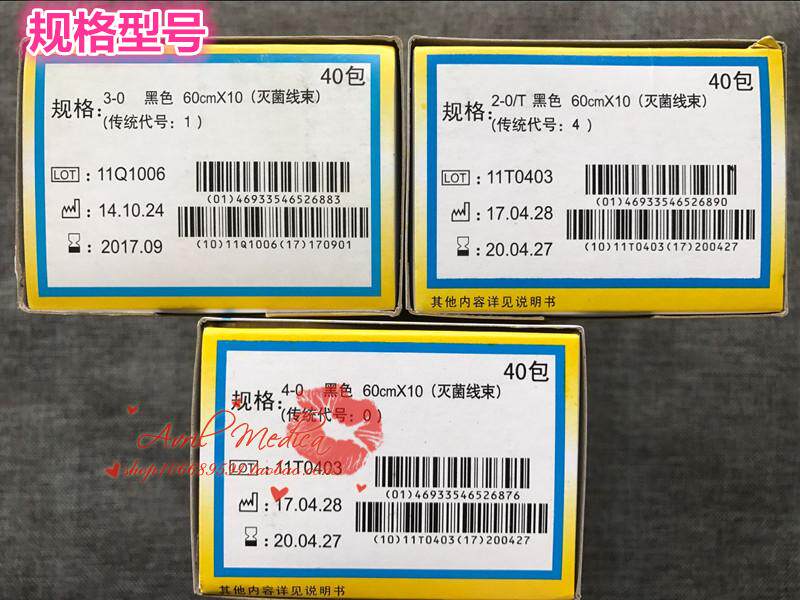 规格型号
40包
规格: 3-0 黑色 60cmX10（灭菌线束）
(传统代号: 1 )
LOT : 11Q1006
(01)46933546526883
: 14.10.24
: 2017.09
(10)11Q1006(17)170901
40包
规格: 2-0/T 黑色 60cmX10（灭菌线束）
(传统代号: 4 )
LOT : 11T0403
(01)46933546526890
: 17.04.28
: 20.04.27
(10)11T0403(17)200427
其他内容详见说明书
40包
规格: 4-0 黑色 60cmX10（灭菌线束）
(传统代号: 0 )
Medica
LOT : 11T0403
(01)46933546526876
: 17.04.28
: 20.04.27
(10)11T0403(17)200427
其他内容详见说明书